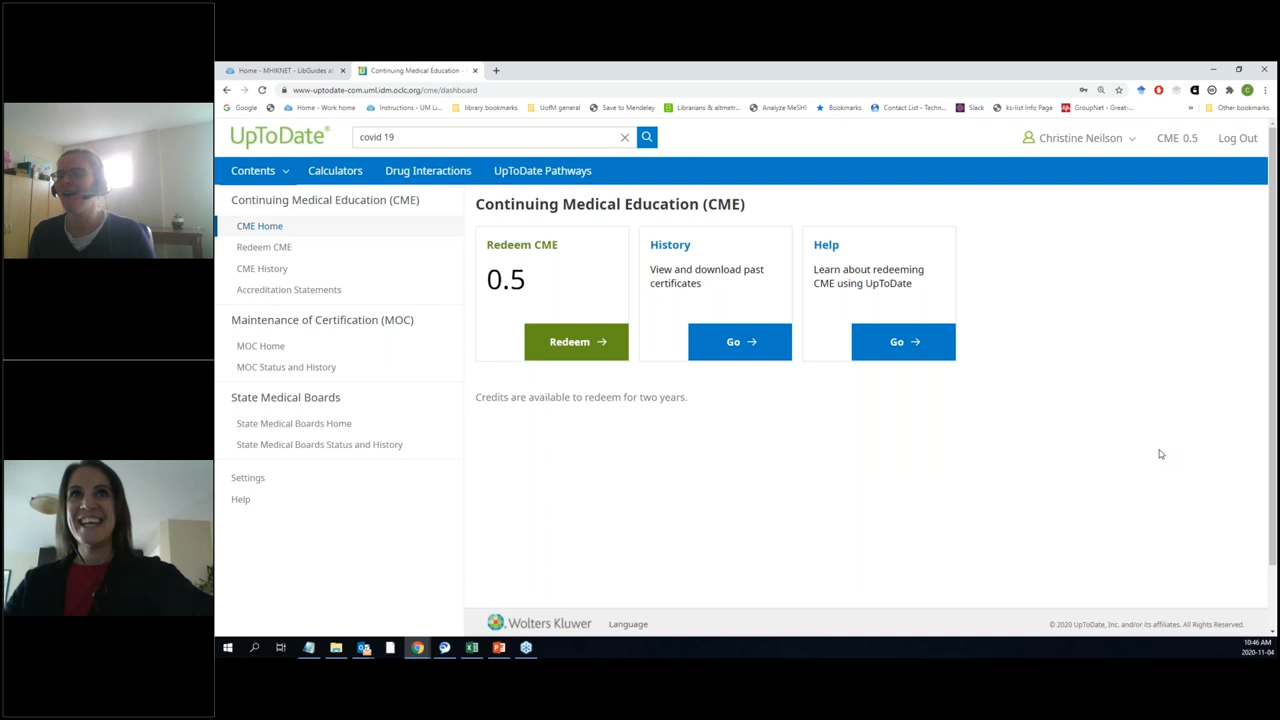 Home - MHIKNET - LibGuides a
Continuing Medical Education -
www-uptodate-com.uml.idm.oclc.org/cme/dashboard
Google
Home - Work home
Instructions - UM Li...
library bookmarks
UofM general
Save to Mendeley
Librarians & altmetr...
Analyze MeSH!
Bookmarks
Contact List - Techn...
Slack
ks-list Info Page
GroupNet - Great-...
»
Other bookmarks
UpToDate®
covid 19
Christine Neilson
CME 0.5
Log Out
Contents
Calculators
Drug Interactions
UpToDate Pathways
Continuing Medical Education (CME)
CME Home
Redeem CME
CME History
Accreditation Statements
Maintenance of Certification (MOC)
MOC Home
MOC Status and History
State Medical Boards
State Medical Boards Home
State Medical Boards Status and History
Settings
Help
Continuing Medical Education (CME)
Redeem CME
0.5
Redeem →
History
View and download past
certificates
Go →
Help
Learn about redeeming
CME using UpToDate
Go →
Credits are available to redeem for two years.
Wolters Kluwer
Language
© 2020 UpToDate, Inc. and/or its affiliates. All Rights Reserved.
10:46 AM
2020-11-04